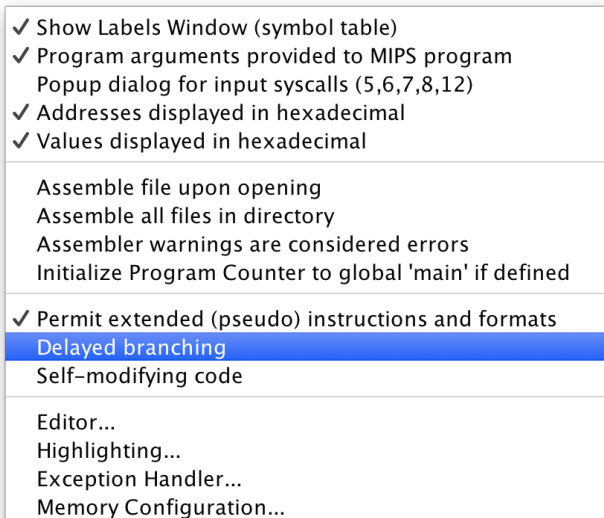 ✓ Show Labels Window (symbol table)
✓ Program arguments provided to MIPS program
Popup dialog for input syscalls (5,6,7,8,12)
✓ Addresses displayed in hexadecimal
✓ Values displayed in hexadecimal
Assemble file upon opening
Assemble all files in directory
Assembler warnings are considered errors
Initialize Program Counter to global 'main' if defined
✓ Permit extended (pseudo) instructions and formats
Delayed branching
Self-modifying code
Editor...
Highlighting...
Exception Handler...
Memory Configuration...